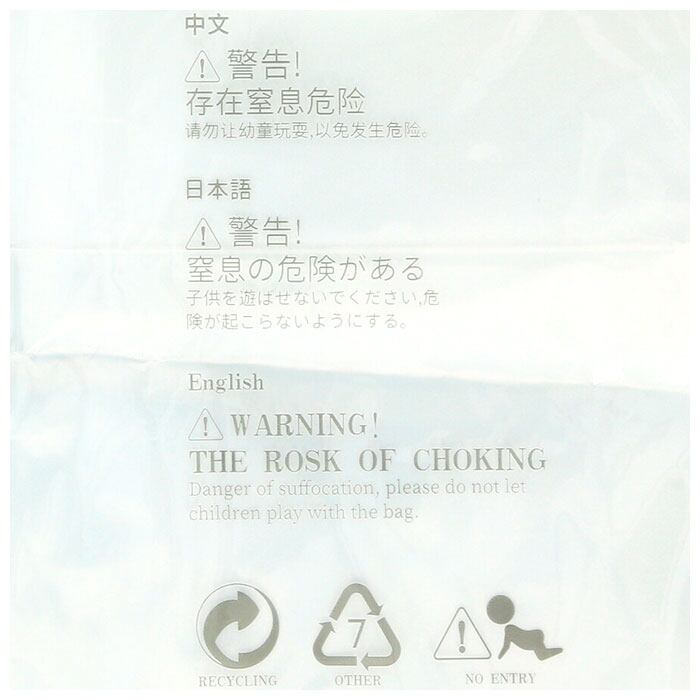 中文
警告!
存在窒息危险
请勿让幼童玩耍,以免发生危险。
日本語
警告!
窒息の危険がある
子供を遊ばせないでください,危
険が起こらないようにする。
English
WARNING!
THE ROSK OF CHOKING
Danger of suffocation, please do not let
children play with the bag.
7
RECYCLING
OTHER
NO ENTRY